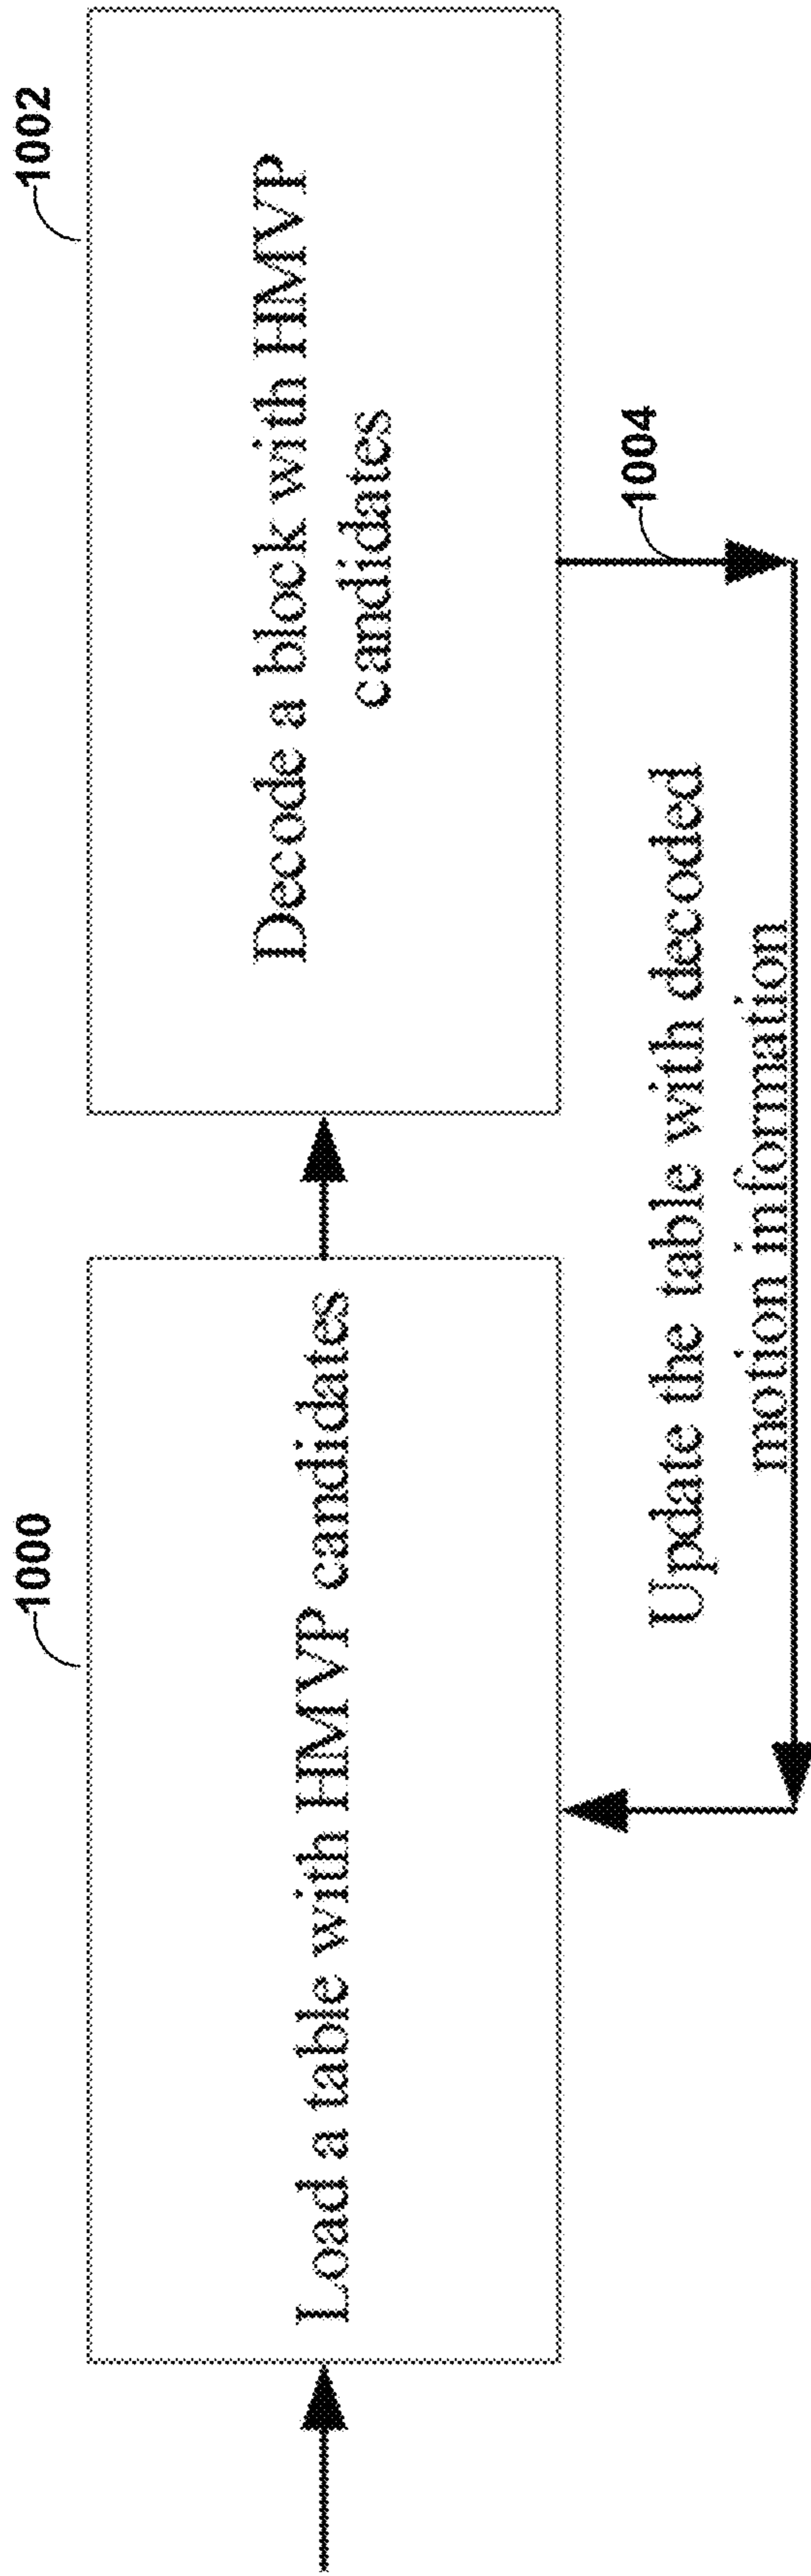 1000
Load a table with HMVP candidates
1002
Decode a block with HMVP
candidates
1004
Update the table with decoded
motion information